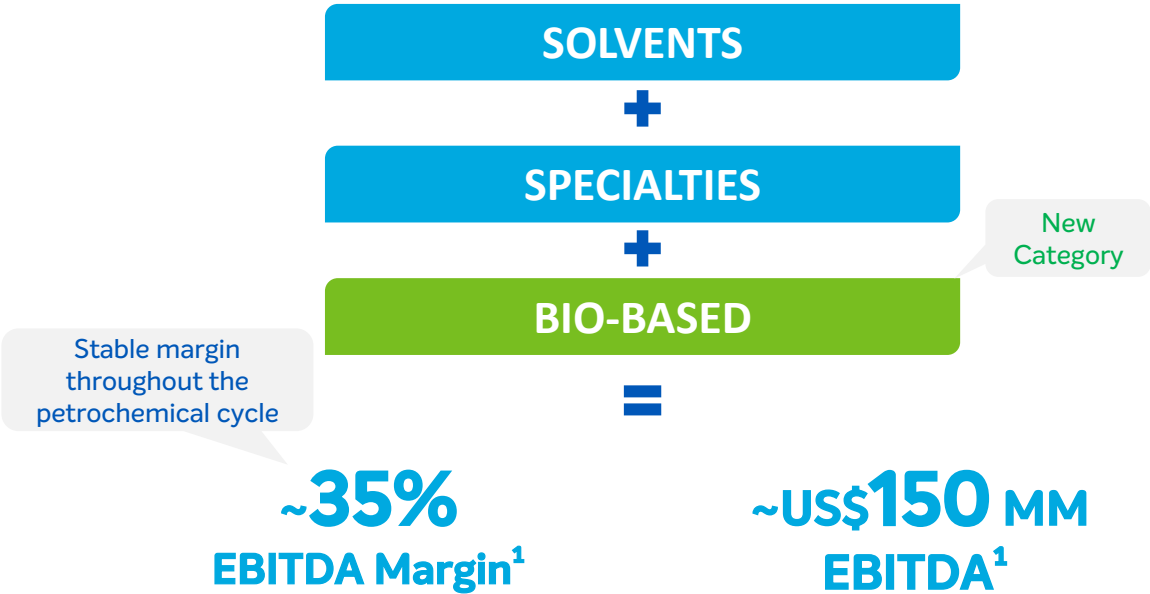 SOLVENTS
+
SPECIALTIES
+
New
Category
BIO-BASED
Stable margin
throughout the
petrochemical cycle
=
~35%
EBITDA Margin¹
~US$150 MM
EBITDA¹